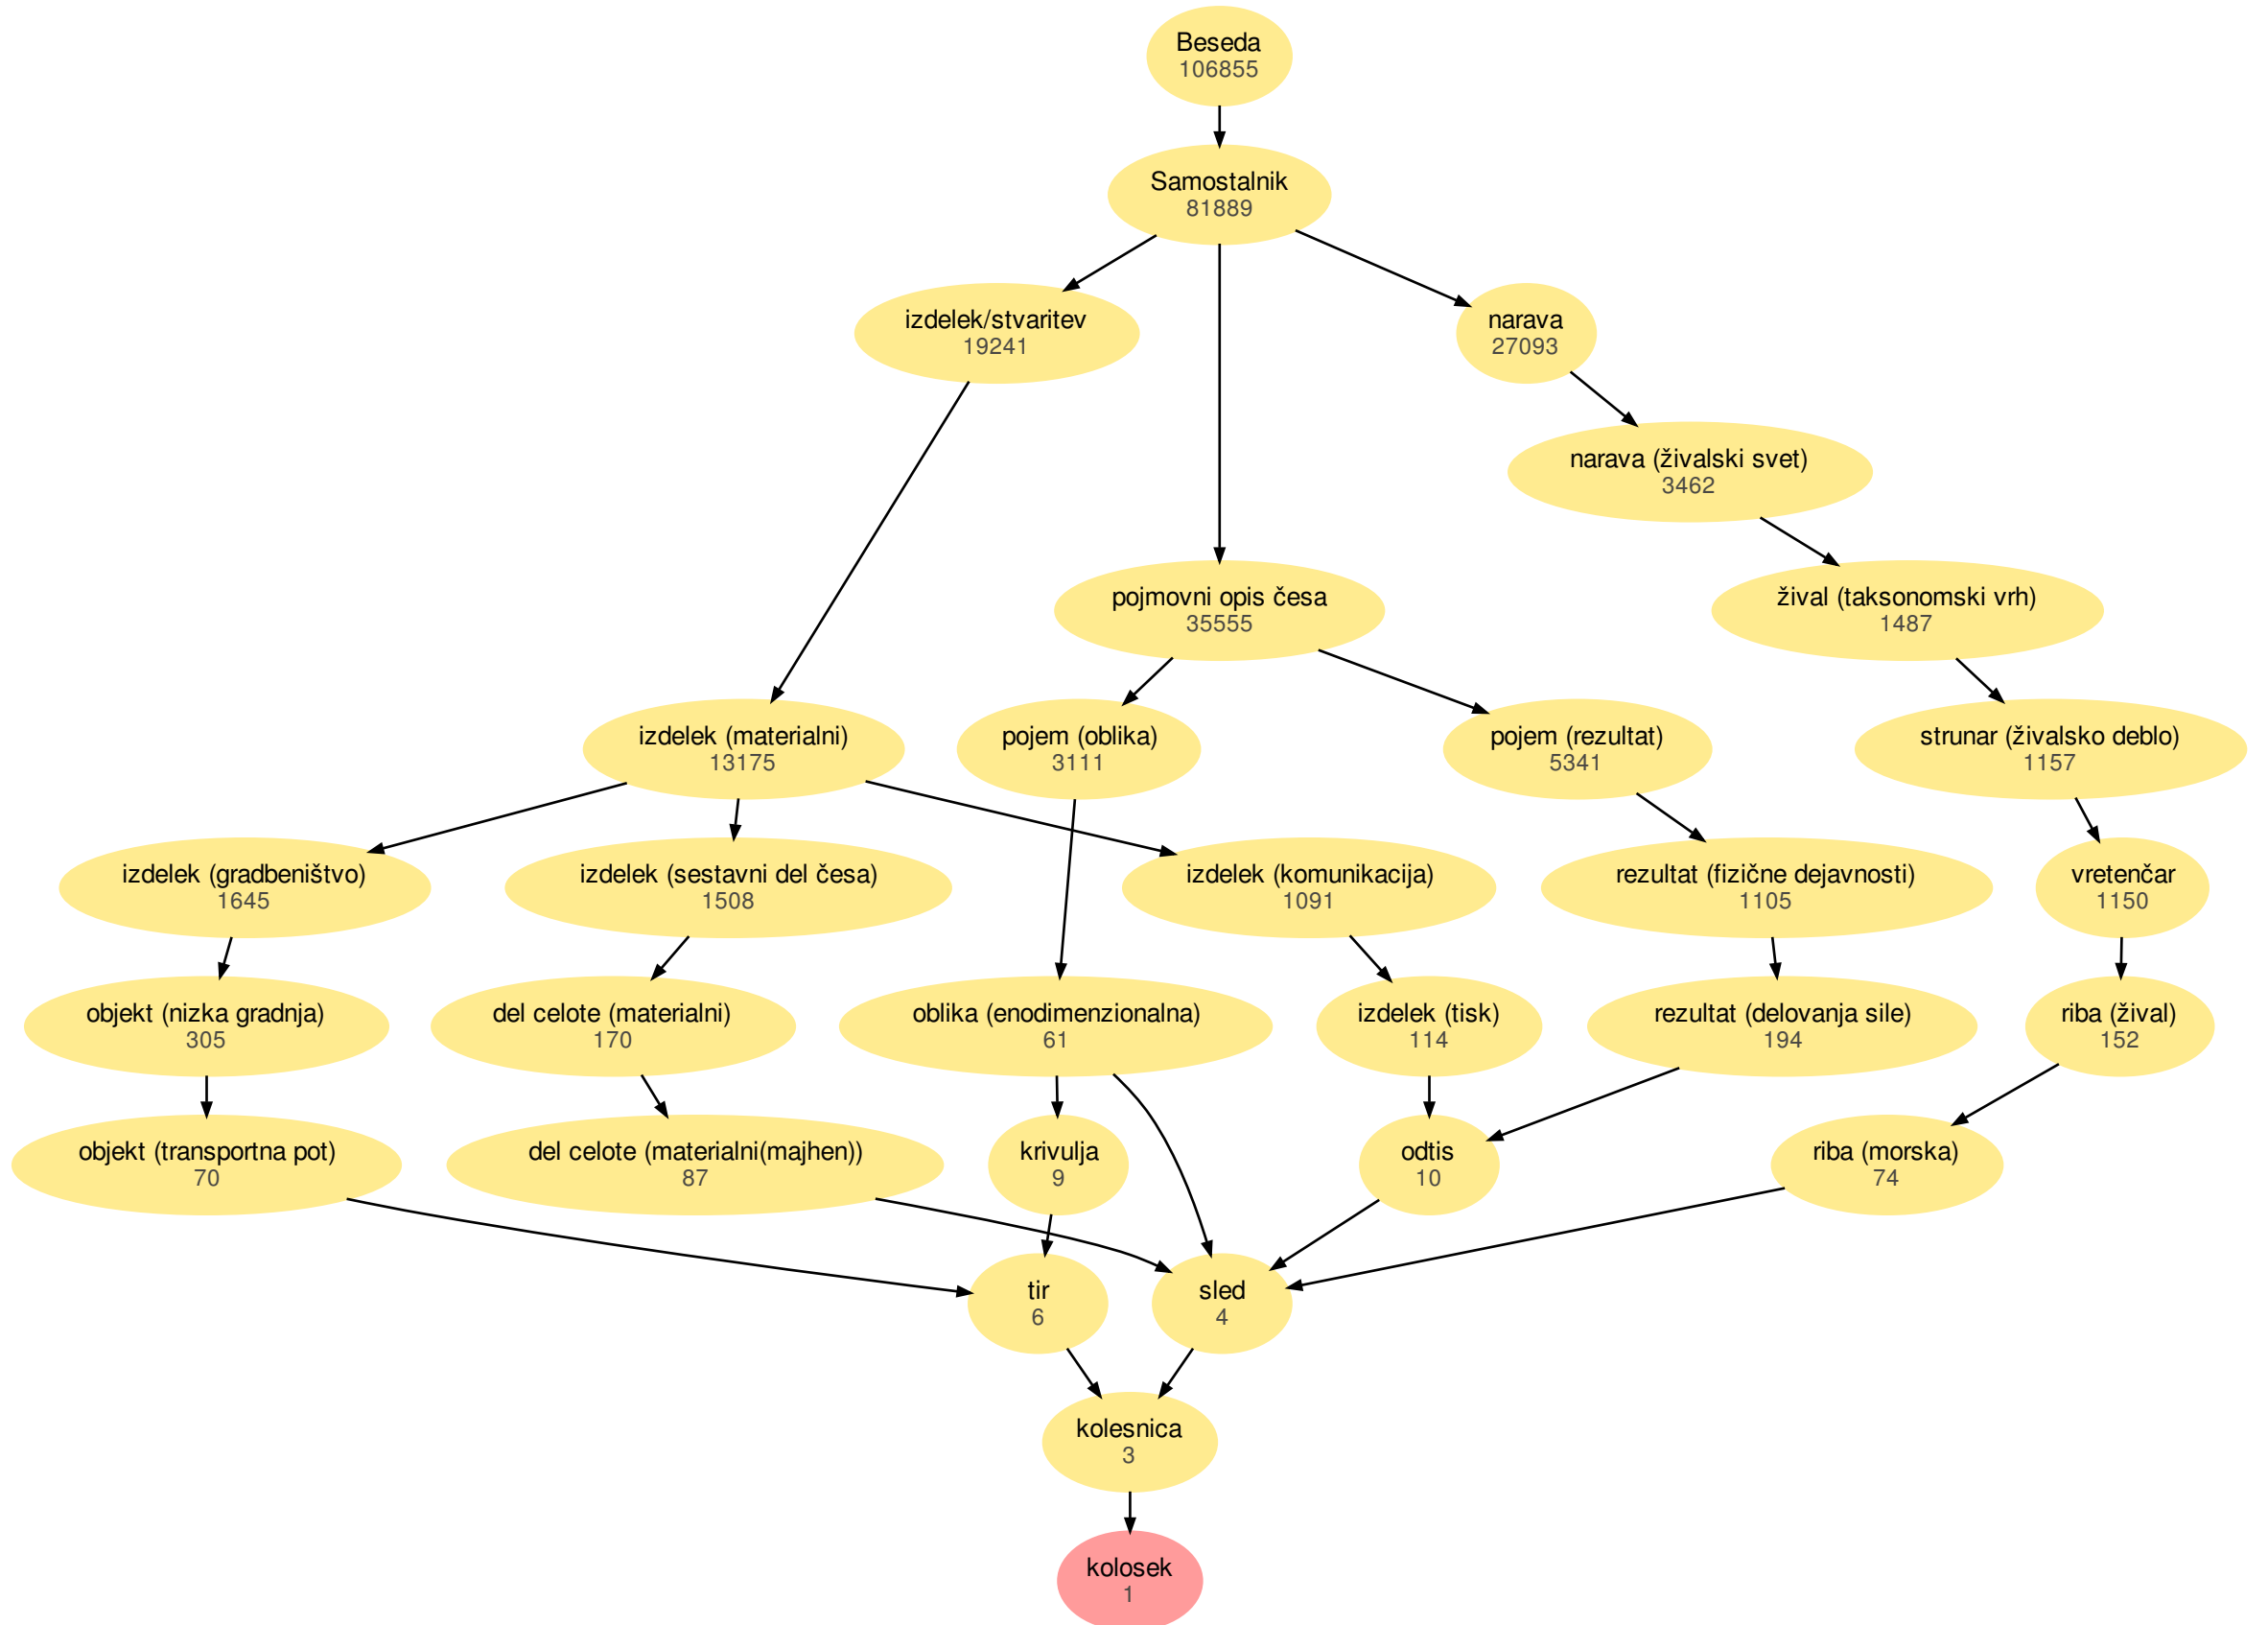 Beseda
106855
Samostalnik
81889
izdelek/stvaritev
19241
narava
27093
narava (živalski svet)
3462
pojmovni opis česa
35555
žival (taksonomski vrh)
1487
izdelek (materialni)
13175
pojem (oblika)
3111
pojem (rezultat)
5341
strunar (živalsko deblo)
1157
izdelek (gradbeništvo)
1645
izdelek (sestavni del česa)
1508
izdelek (komunikacija)
1091
rezultat (fizične dejavnosti)
1105
vretenčar
1150
objekt (nizka gradnja)
305
del celote (materialni)
170
oblika (enodimenzionalna)
61
izdelek (tisk)
114
rezultat (delovanja sile)
194
riba (žival)
152
objekt (transportna pot)
70
del celote (materialni(majhen))
87
krivulja
9
odtis
10
riba (morska)
74
tir
6
sled
4
kolesnica
3
kolosek
1